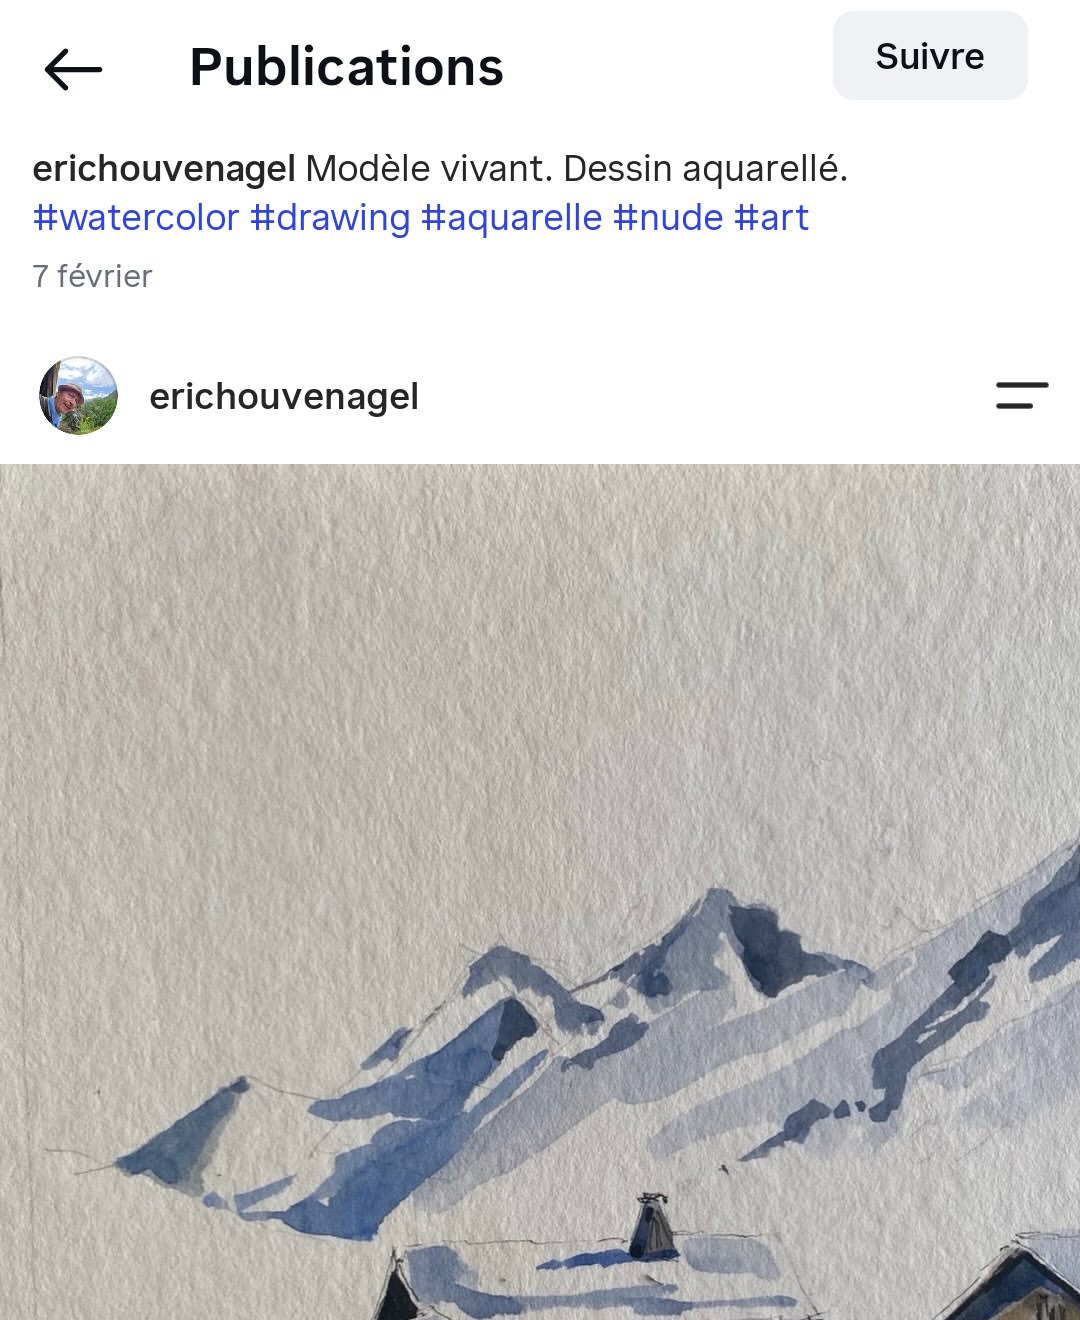 Publications
Suivre
erichouvenagel Modèle vivant. Dessin aquarellé.
#watercolor #drawing #aquarelle #nude #art
7 février
erichouvenagel